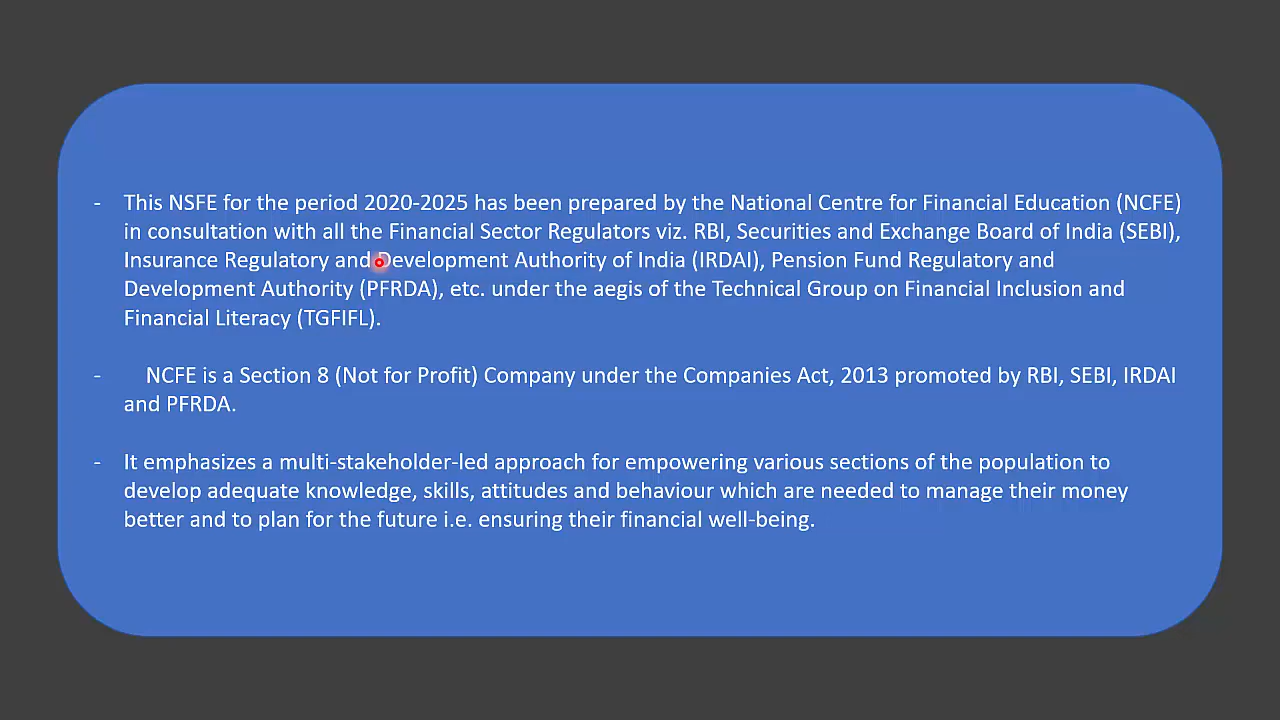 - This NSFE for the period 2020-2025 has been prepared by the National Centre for Financial Education (NCFE)
in consultation with all the Financial Sector Regulators viz. RBI, Securities and Exchange Board of India (SEBI),
Insurance Regulatory and Development Authority of India (IRDAI), Pension Fund Regulatory and
Development Authority (PFRDA), etc. under the aegis of the Technical Group on Financial Inclusion and
Financial Literacy (TGFIFL).
- NCFE is a Section 8 (Not for Profit) Company under the Companies Act, 2013 promoted by RBI, SEBI, IRDAI
and PFRDA.
- It emphasizes a multi-stakeholder-led approach for empowering various sections of the population to
develop adequate knowledge, skills, attitudes and behaviour which are needed to manage their money
better and to plan for the future i.e. ensuring their financial well-being.